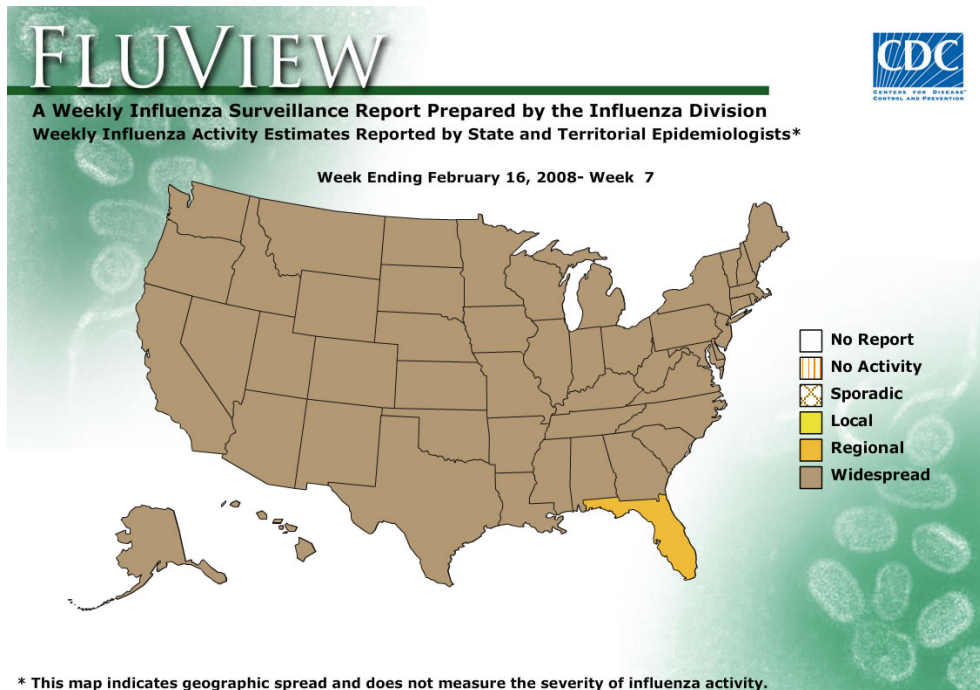 FLUVIEW
CDC
CENTERS FOR DISEASE™
CONTROL AND PREVENTION
A Weekly Influenza Surveillance Report Prepared by the Influenza Division
Weekly Influenza Activity Estimates Reported by State and Territorial Epidemiologists*
Week Ending February 16, 2008- Week 7
No Report
No Activity
Sporadic
Local
Regional
Widespread
* This map indicates geographic spread and does not measure the severity of influenza activity.